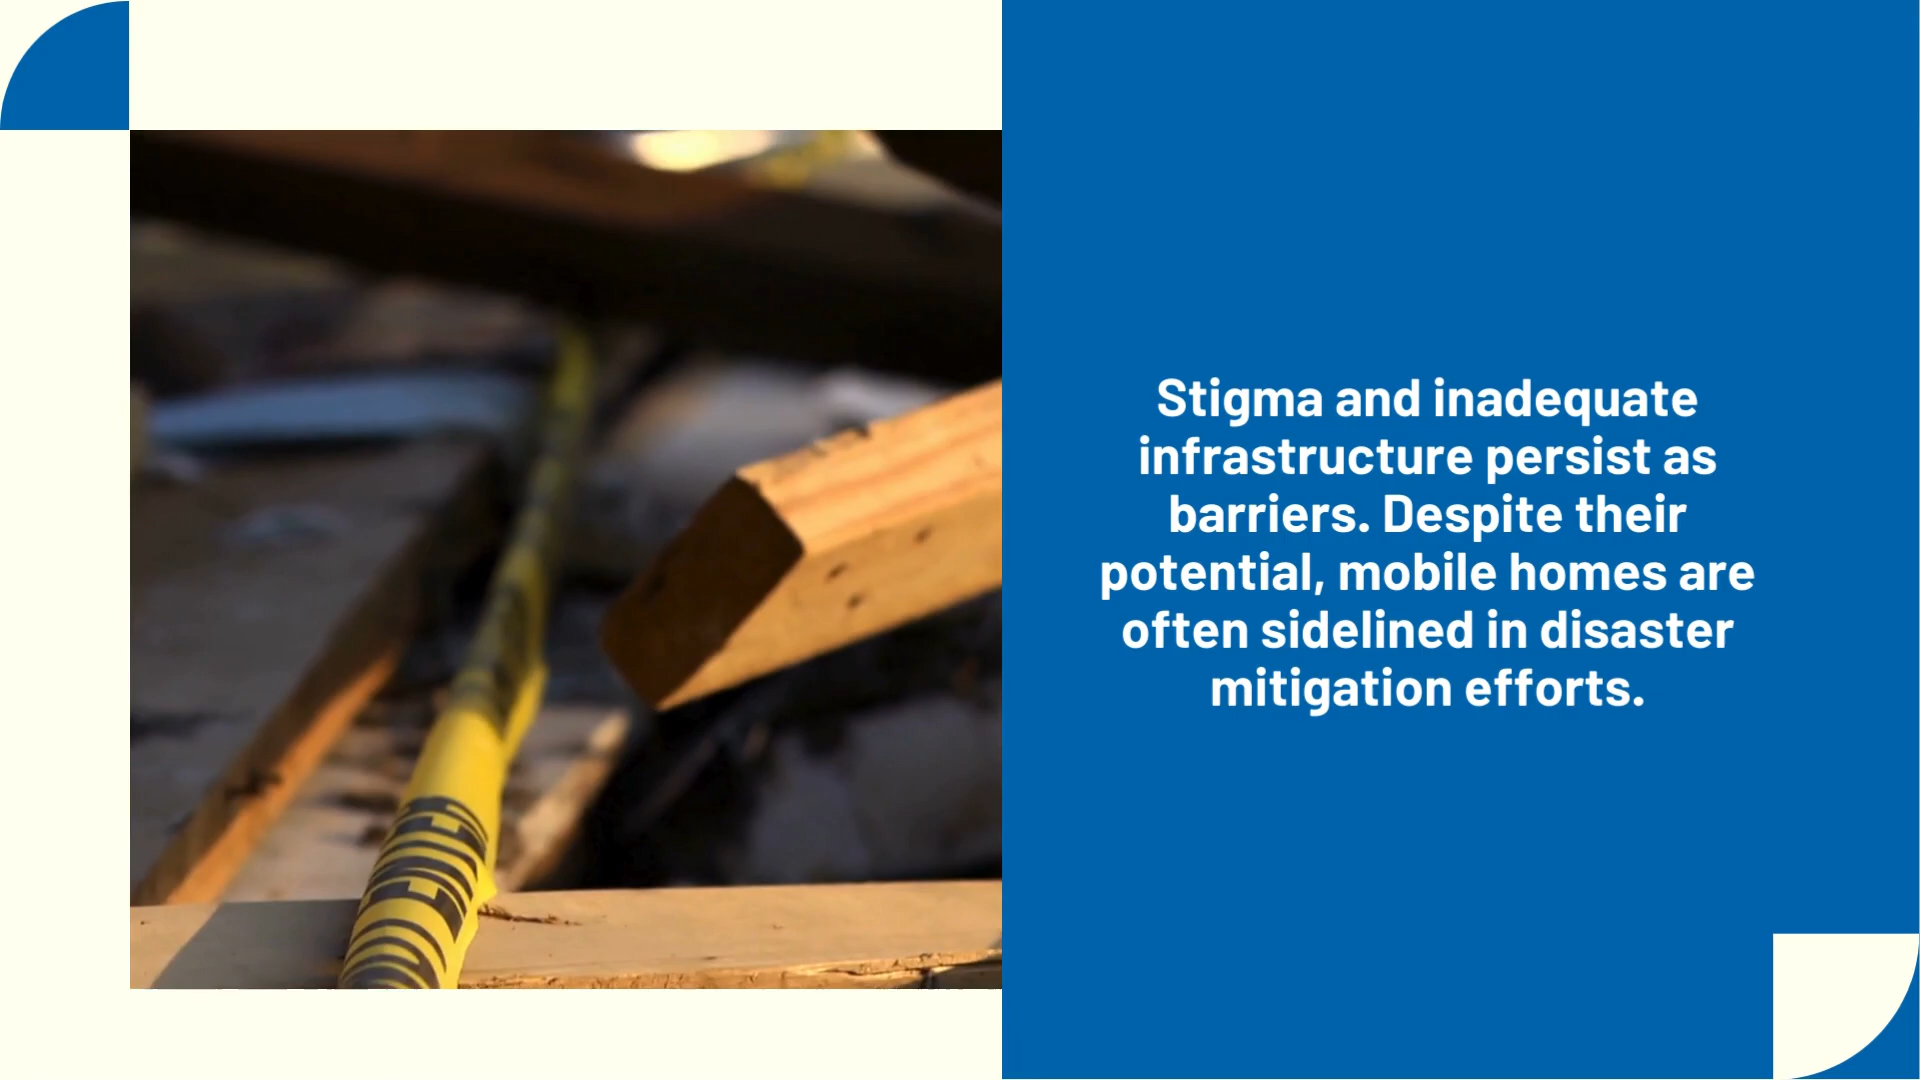 Stigma and inadequate
infrastructure persist as
barriers. Despite their
potential, mobile homes are
often sidelined in disaster
mitigation efforts.